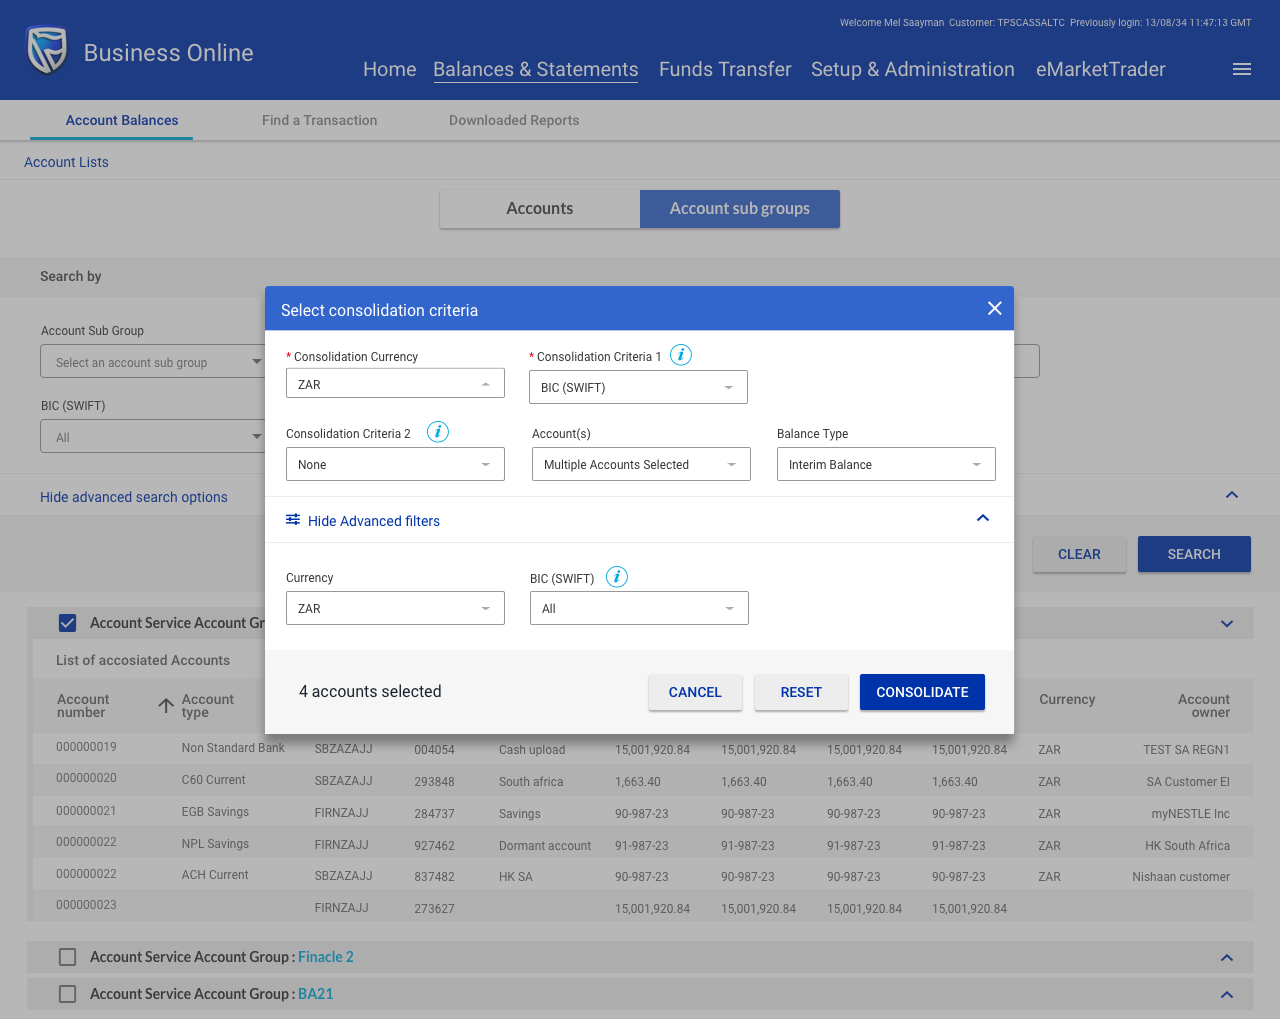 Welcome Mel Saayman  Customer: TPSCASSALTC  Previously login: 13/08/34 11:47:13 GMT
Business Online
Home  Balances & Statements  Funds Transfer  Setup & Administration  eMarketTrader
Account Balances  Find a Transaction  Downloaded Reports
Account Lists
Accounts  Account sub groups
Search by
Account Sub Group
Select an account sub group
BIC (SWIFT)
All
Hide advanced search options
CLEAR  SEARCH
Select consolidation criteria
* Consolidation Currency  * Consolidation Criteria 1  i
ZAR  BIC (SWIFT)
Consolidation Criteria 2  i  Account(s)  Balance Type
None  Multiple Accounts Selected  Interim Balance
Hide Advanced filters
Currency  BIC (SWIFT)  i
ZAR  All
4 accounts selected  CANCEL  RESET  CONSOLIDATE
Account Service Account Gr
List of accosiated Accounts
Account number  Account type  Currency  Account owner
000000019  Non Standard Bank  SBZAZAJJ  004054  Cash upload  15,001,920.84  15,001,920.84  15,001,920.84  15,001,920.84  ZAR  TEST SA REGN1
000000020  C60 Current  SBZAZAJJ  293848  South africa  1,663.40  1,663.40  1,663.40  1,663.40  ZAR  SA Customer El
000000021  EGB Savings  FIRNZAJJ  284737  Savings  90-987-23  90-987-23  90-987-23  90-987-23  ZAR  myNESTLE Inc
000000022  NPL Savings  FIRNZAJJ  927462  Dormant account  91-987-23  91-987-23  91-987-23  91-987-23  ZAR  HK South Africa
000000022  ACH Current  SBZAZAJJ  837482  HK SA  90-987-23  90-987-23  90-987-23  90-987-23  ZAR  Nishaan customer
000000023  FIRNZAJJ  273627  15,001,920.84  15,001,920.84  15,001,920.84  15,001,920.84
Account Service Account Group : Finacle 2
Account Service Account Group : BA21